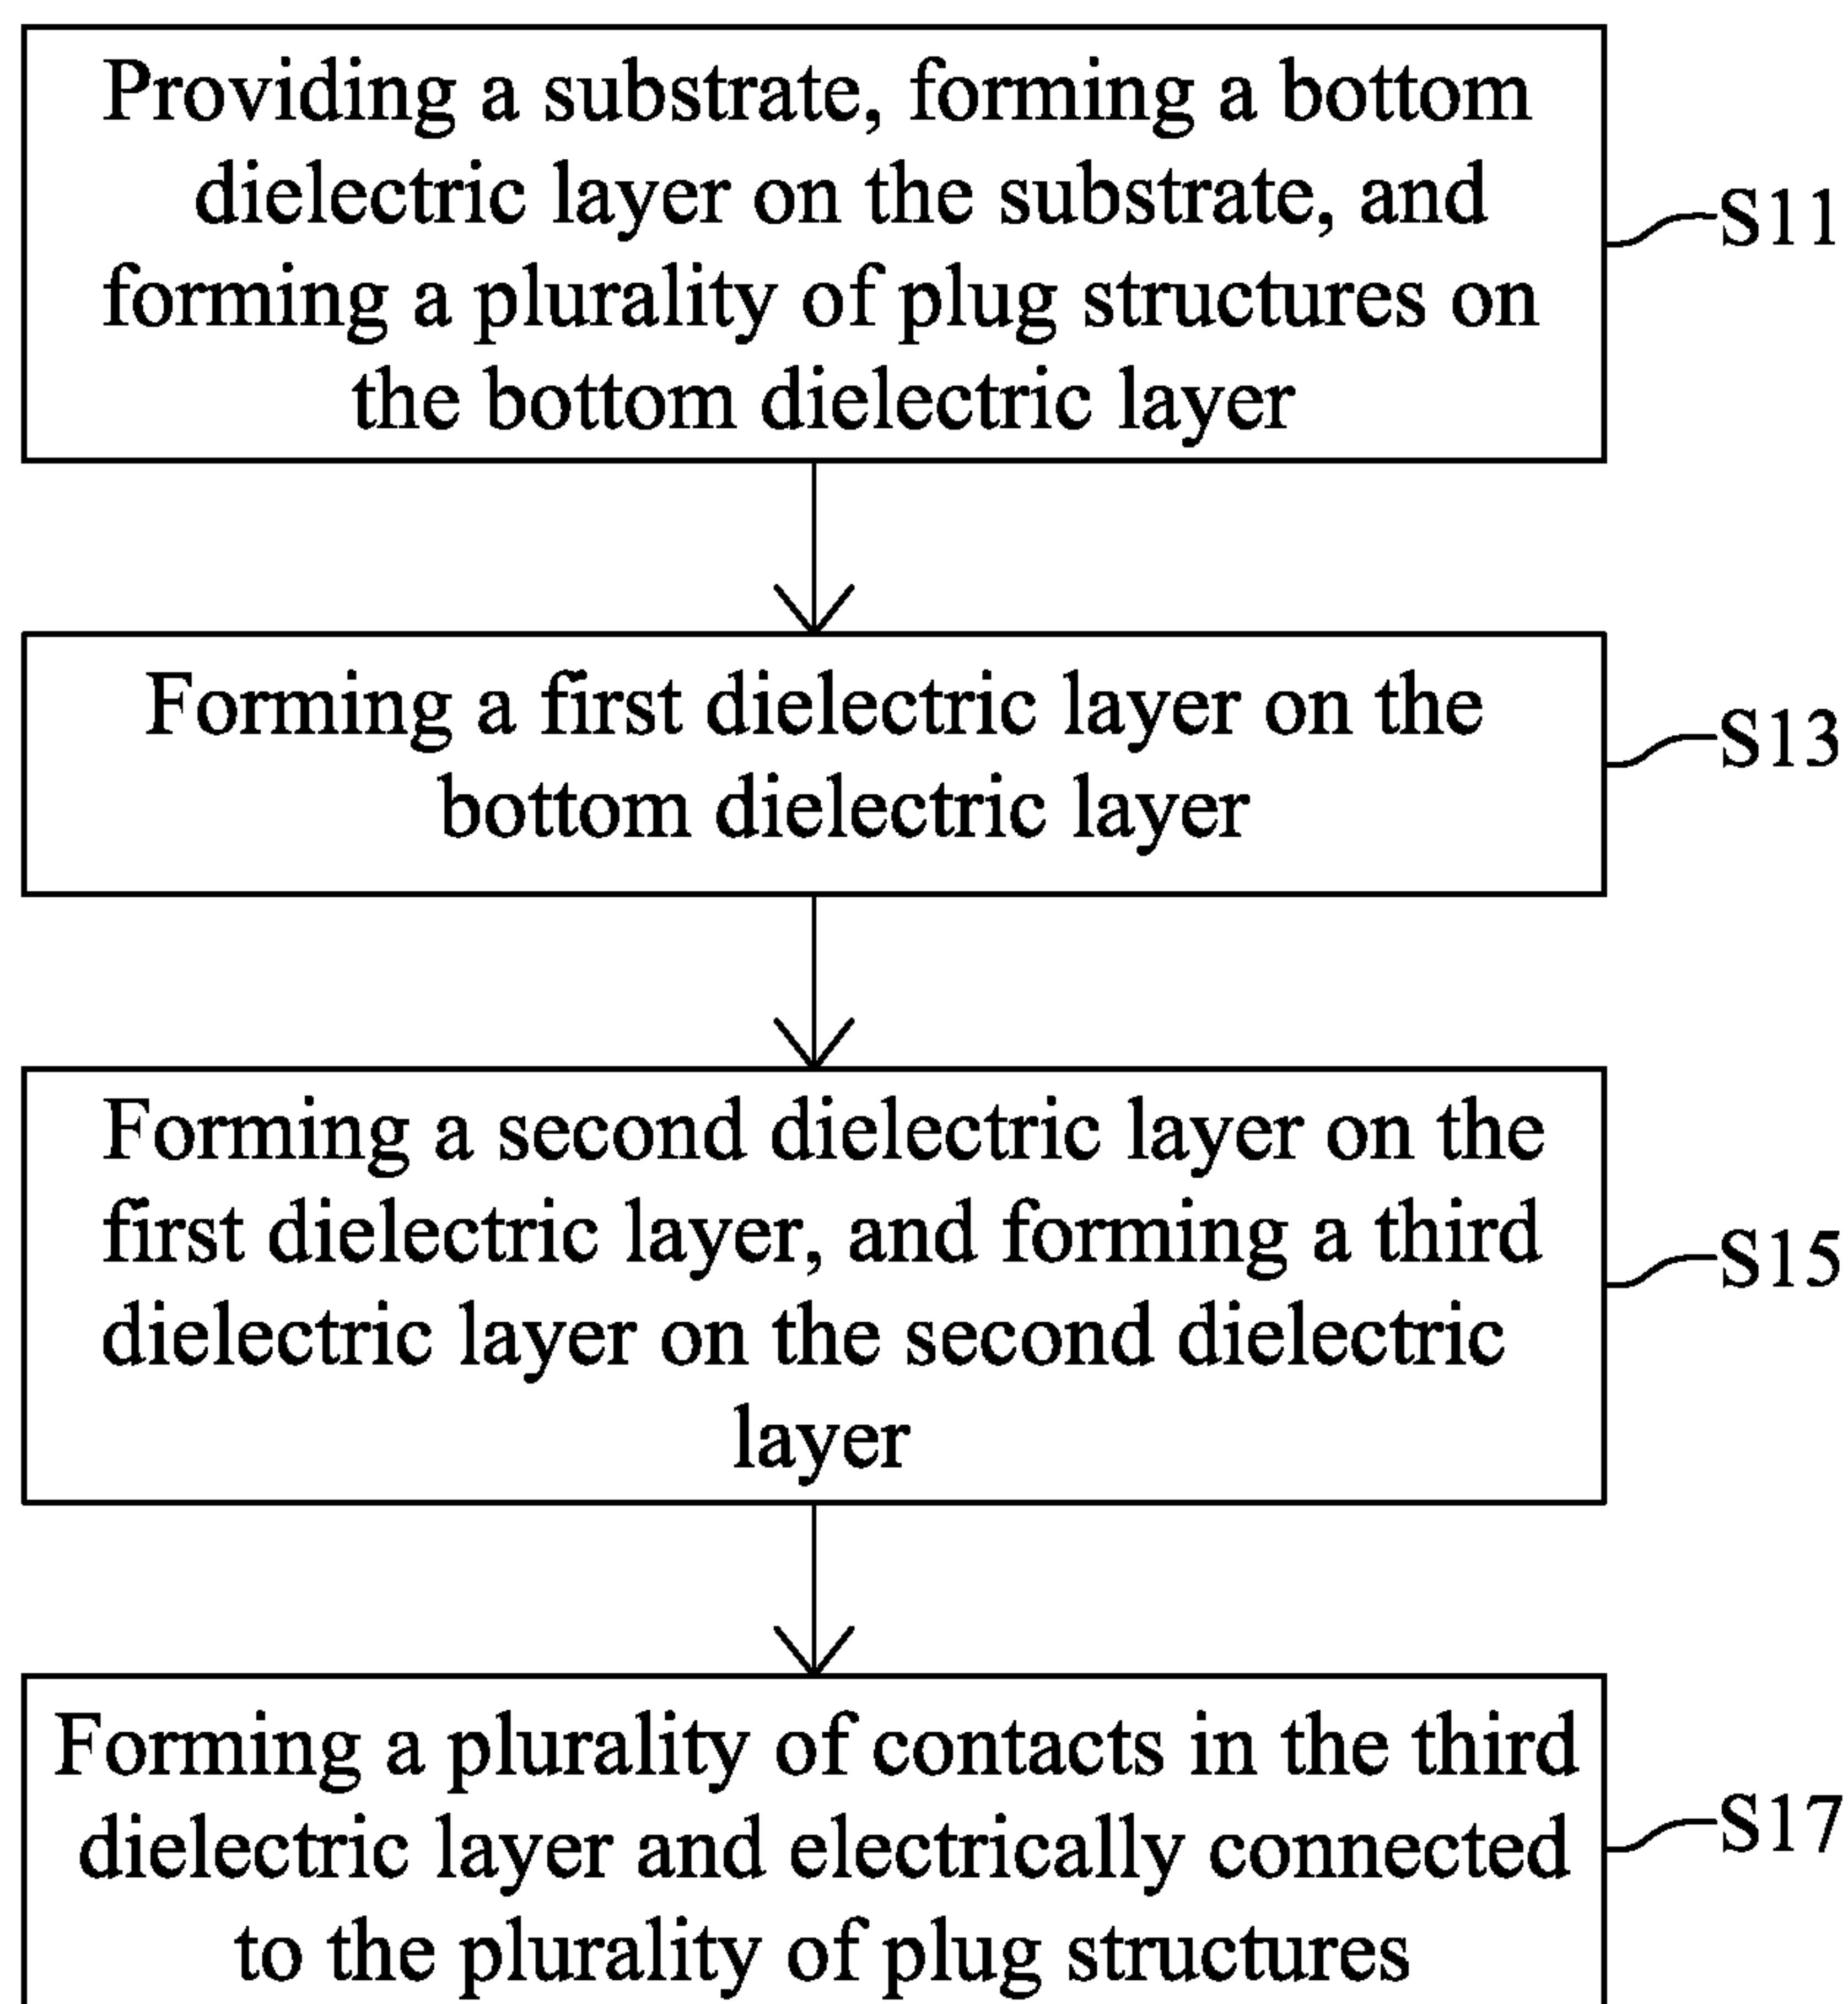 Providing a substrate, forming a bottom
dielectric layer on the substrate, and
forming a plurality of plug structures on
the bottom dielectric layer
S11
Forming a first dielectric layer on the
bottom dielectric layer
S13
Forming a second dielectric layer on the
first dielectric layer, and forming a third
dielectric layer on the second dielectric
layer
S15
Forming a plurality of contacts in the third
dielectric layer and electrically connected
to the plurality of plug structures
S17